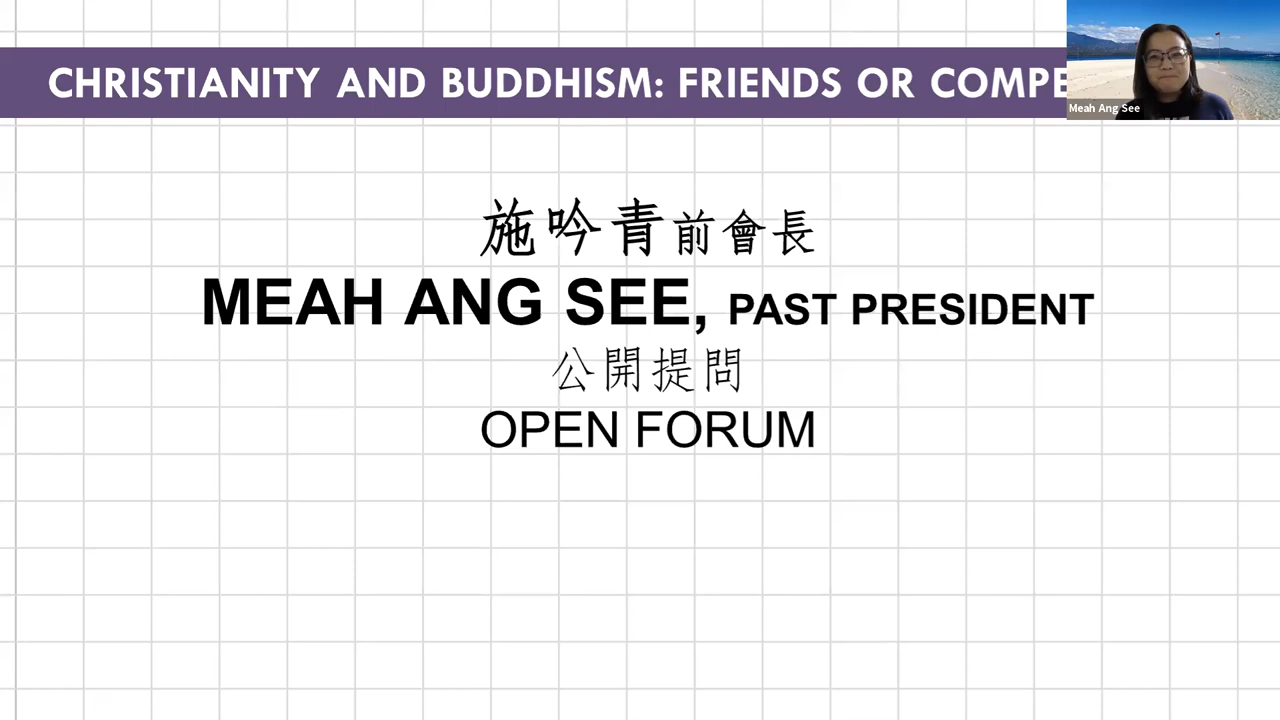 CHRISTIANITY AND BUDDHISM: FRIENDS OR
Meah Ang See
施吟青前會長
MEAH ANG SEE, PAST PRESIDENT
公開提問
OPEN FORUM